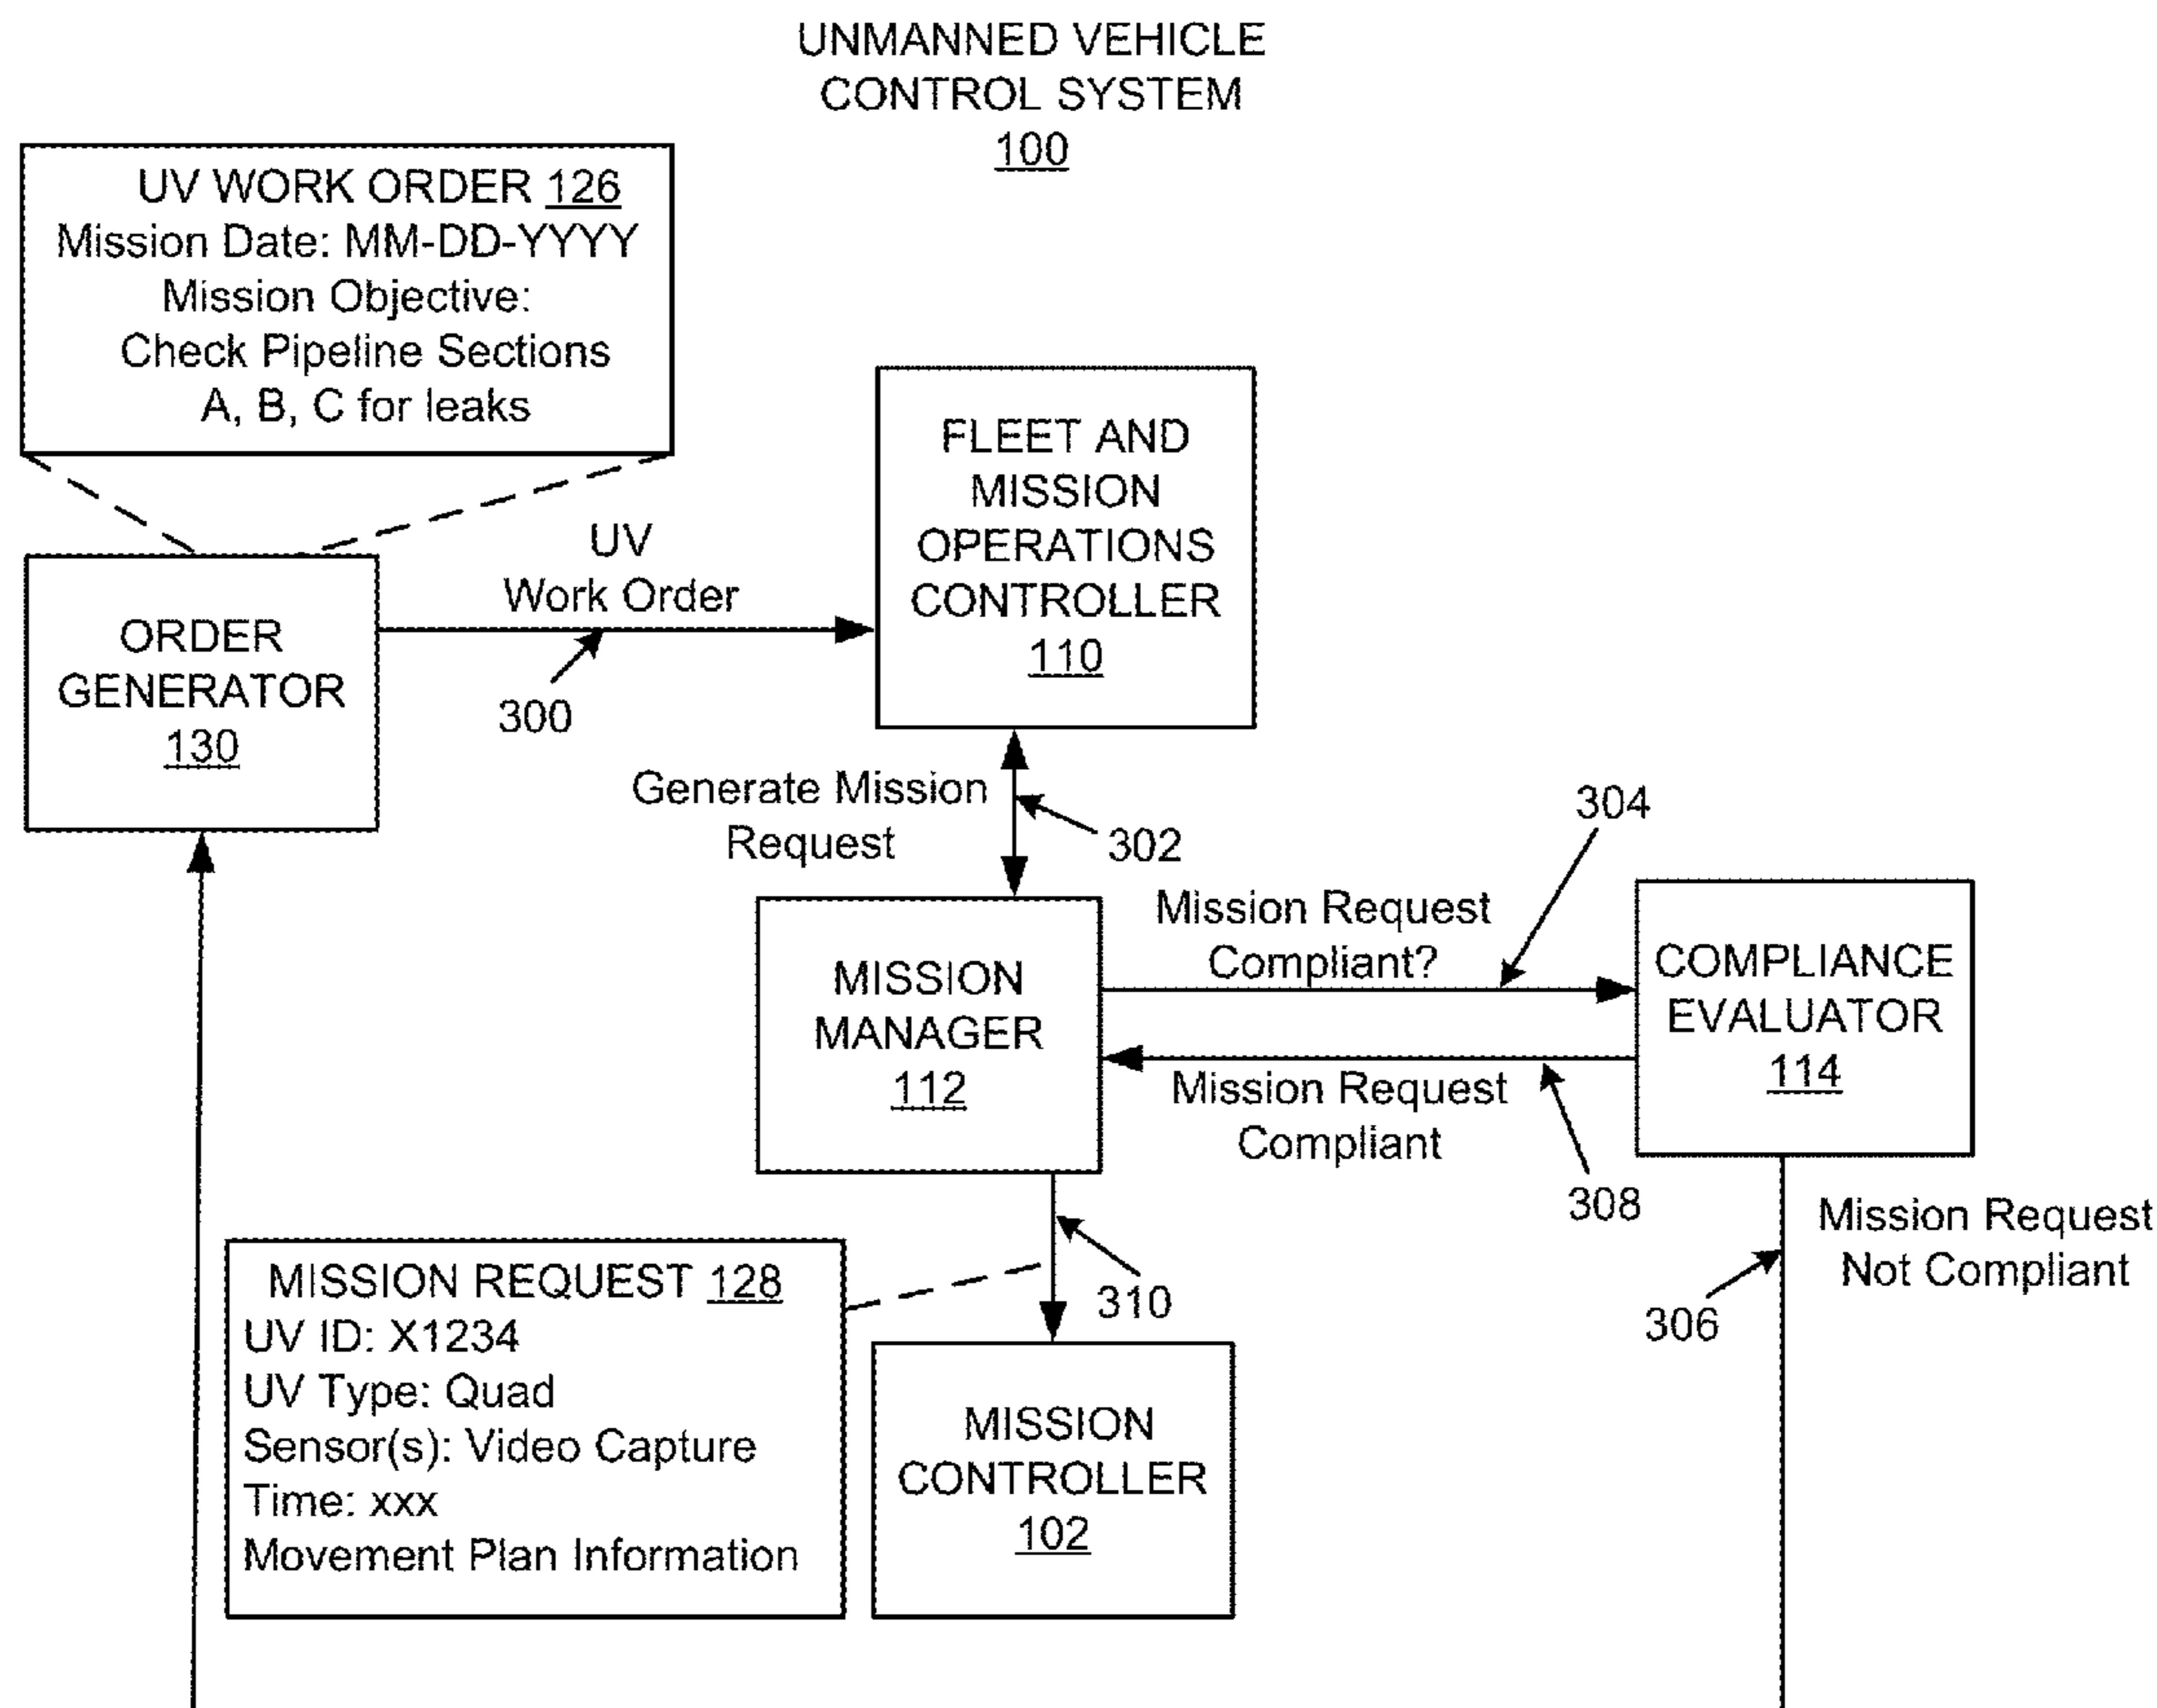 UNMANNED VEHICLE
CONTROL SYSTEM
100
UV WORK ORDER 126
Mission Date: MM-DD-YYYY
Mission Objective:
Check Pipeline Sections
A, B, C for leaks
FLEET AND
MISSION
OPERATIONS
CONTROLLER
110
UV
Work Order
300
ORDER
GENERATOR
130
Generate Mission
Request
302
304
Mission Request
Compliant?
MISSION
MANAGER
112
COMPLIANCE
EVALUATOR
114
Mission Request
Compliant
308
Mission Request
Not Compliant
306
310
MISSION REQUEST 128
UV ID: X1234
UV Type: Quad
Sensor(s): Video Capture
Time: xxx
Movement Plan Information
MISSION
CONTROLLER
102